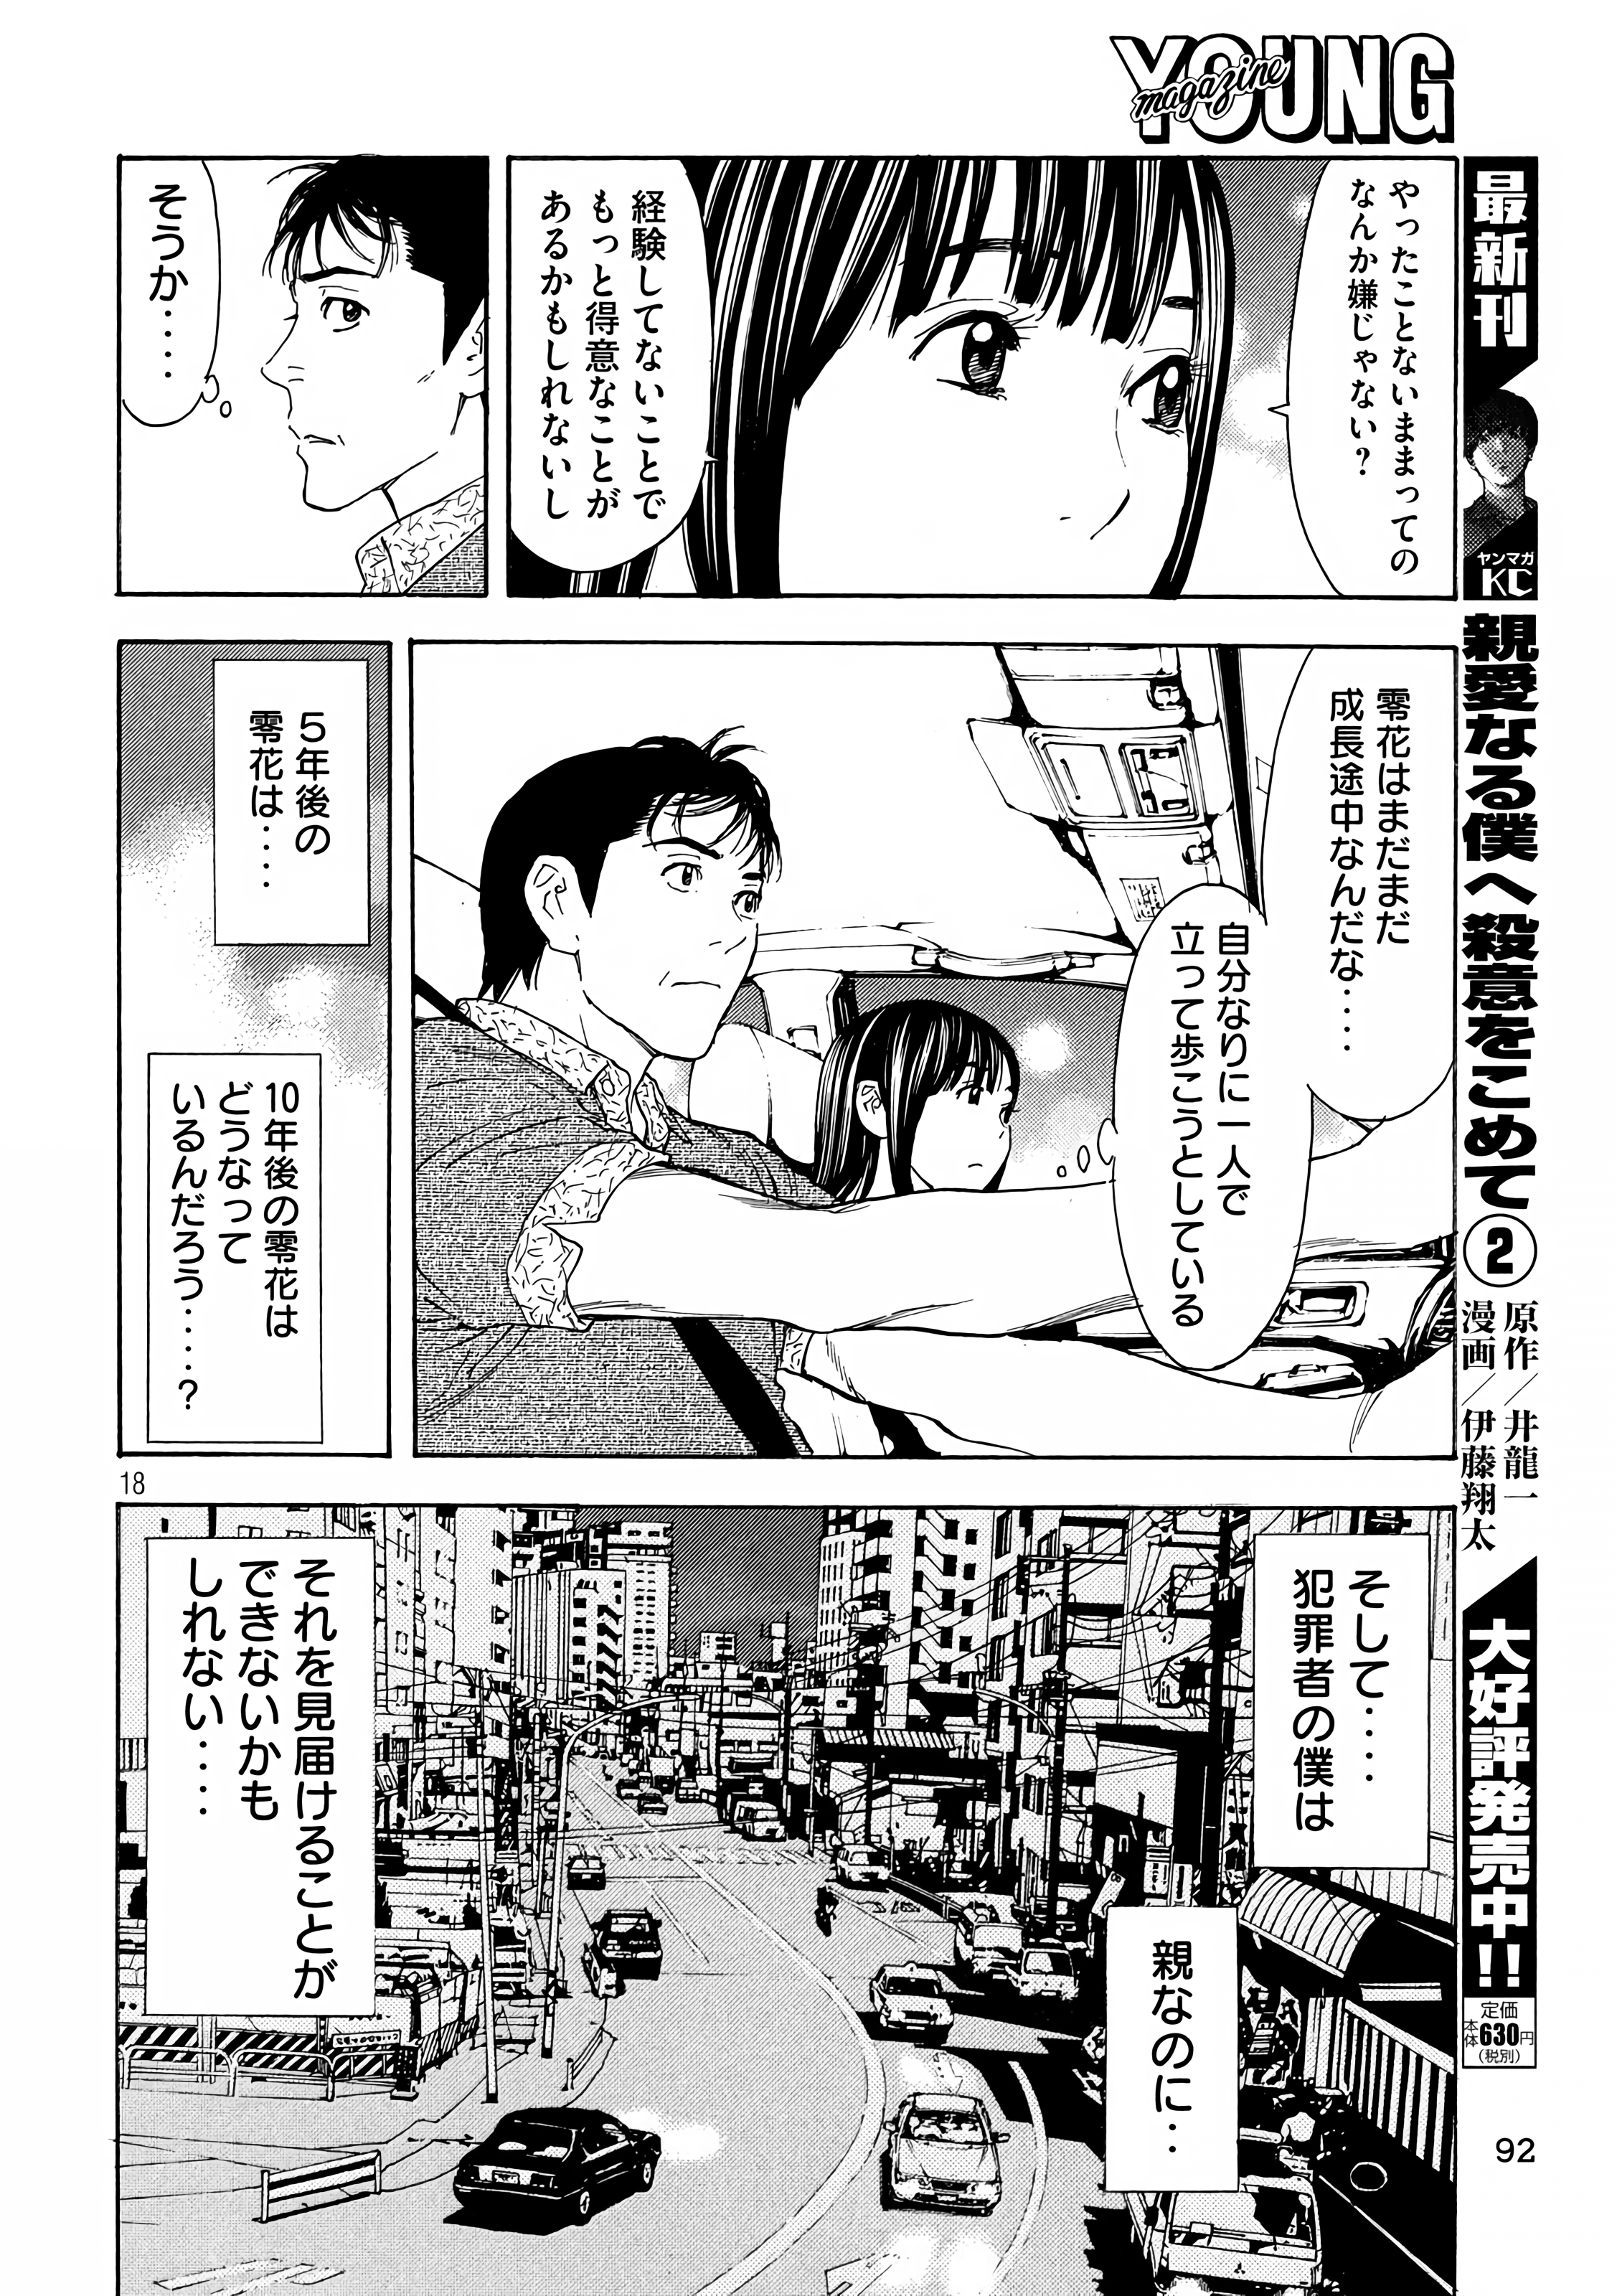 YOUNG
magazine
やったことないままっての
なんか嫌じゃない？
経験してないことで
もっと得意なことが
あるかもしれないし
そうか‥‥
零花はまだまだ
成長途中なんだな‥‥
自分なりに一人で
立って歩こうとしている
5年後の
零花は‥‥
10年後の零花は
どうなって
いるんだろう‥‥‥？
18
そして‥‥
犯罪者の僕は
親なのに‥‥
それを見届けることが
できないかも
しれない‥‥
最新刊
ヤンマガ
KC
親愛なる僕へ殺意をこめて②
原作／井龍一
漫画／伊藤翔太
大好評発売中!!
定価
本体630円
(税別)
92